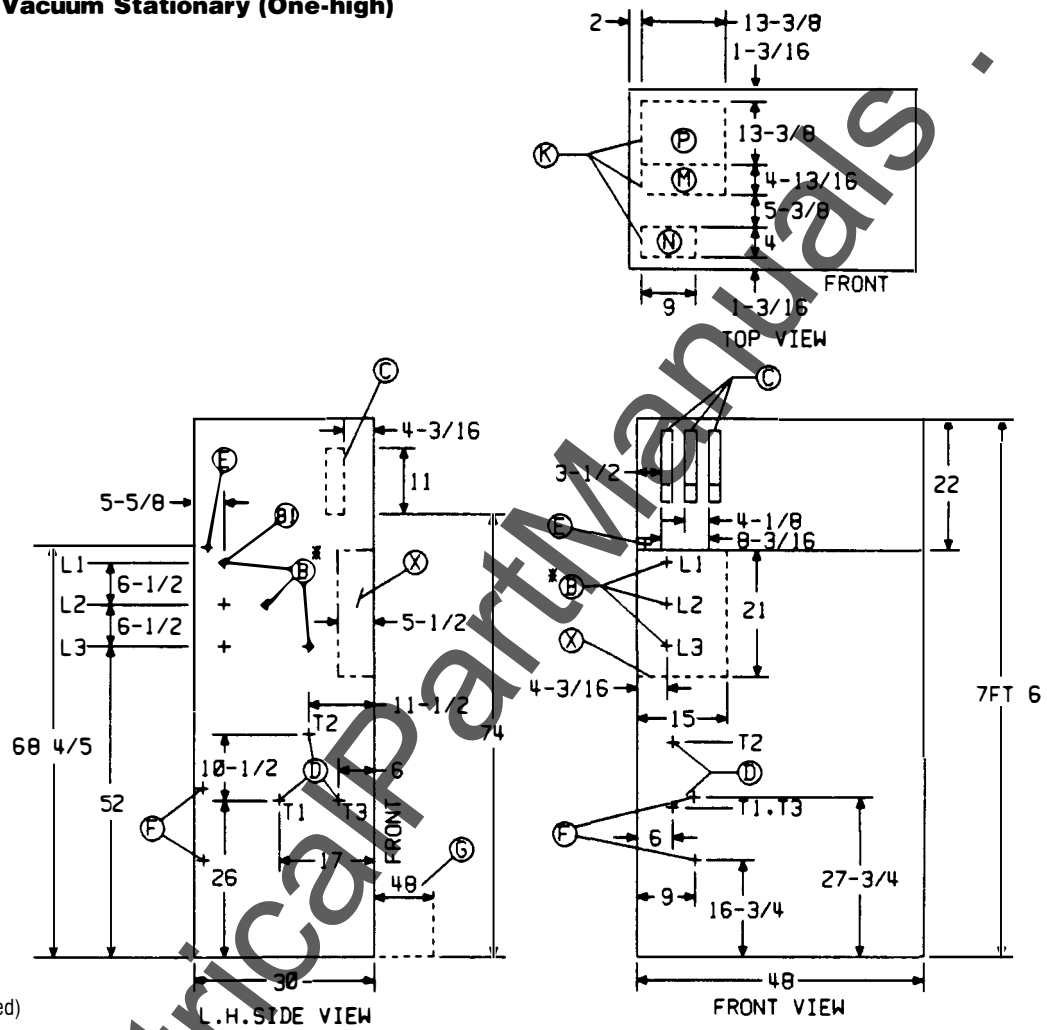 Vacuum Stationary (One-high)
2
13-3/8
1-3/16
P
13-3/8
K
M
4-13/16
5-3/8
N
4
FRONT
9
1-3/16
TOP VIEW
C
C
4-3/16
E
3-1/2
11
22
5-5/8
B1
E
4-1/8
8-3/16
L1
B*
X
L1
6-1/2
*B
L2
L2
21
6-1/2
5-1/2
X
L3
L3
4-3/16
11-1/2
7FT 6
T2
15
74
68 4/5
T2
10-1/2
D
6
D
52
T1
T3
T1.T3
F
FRONT
F
6
G
17
26
48
27-3/4
9
16-3/4
30
48
L.H.SIDE VIEW
FRONT VIEW
ed)
ctricalPartManuals .